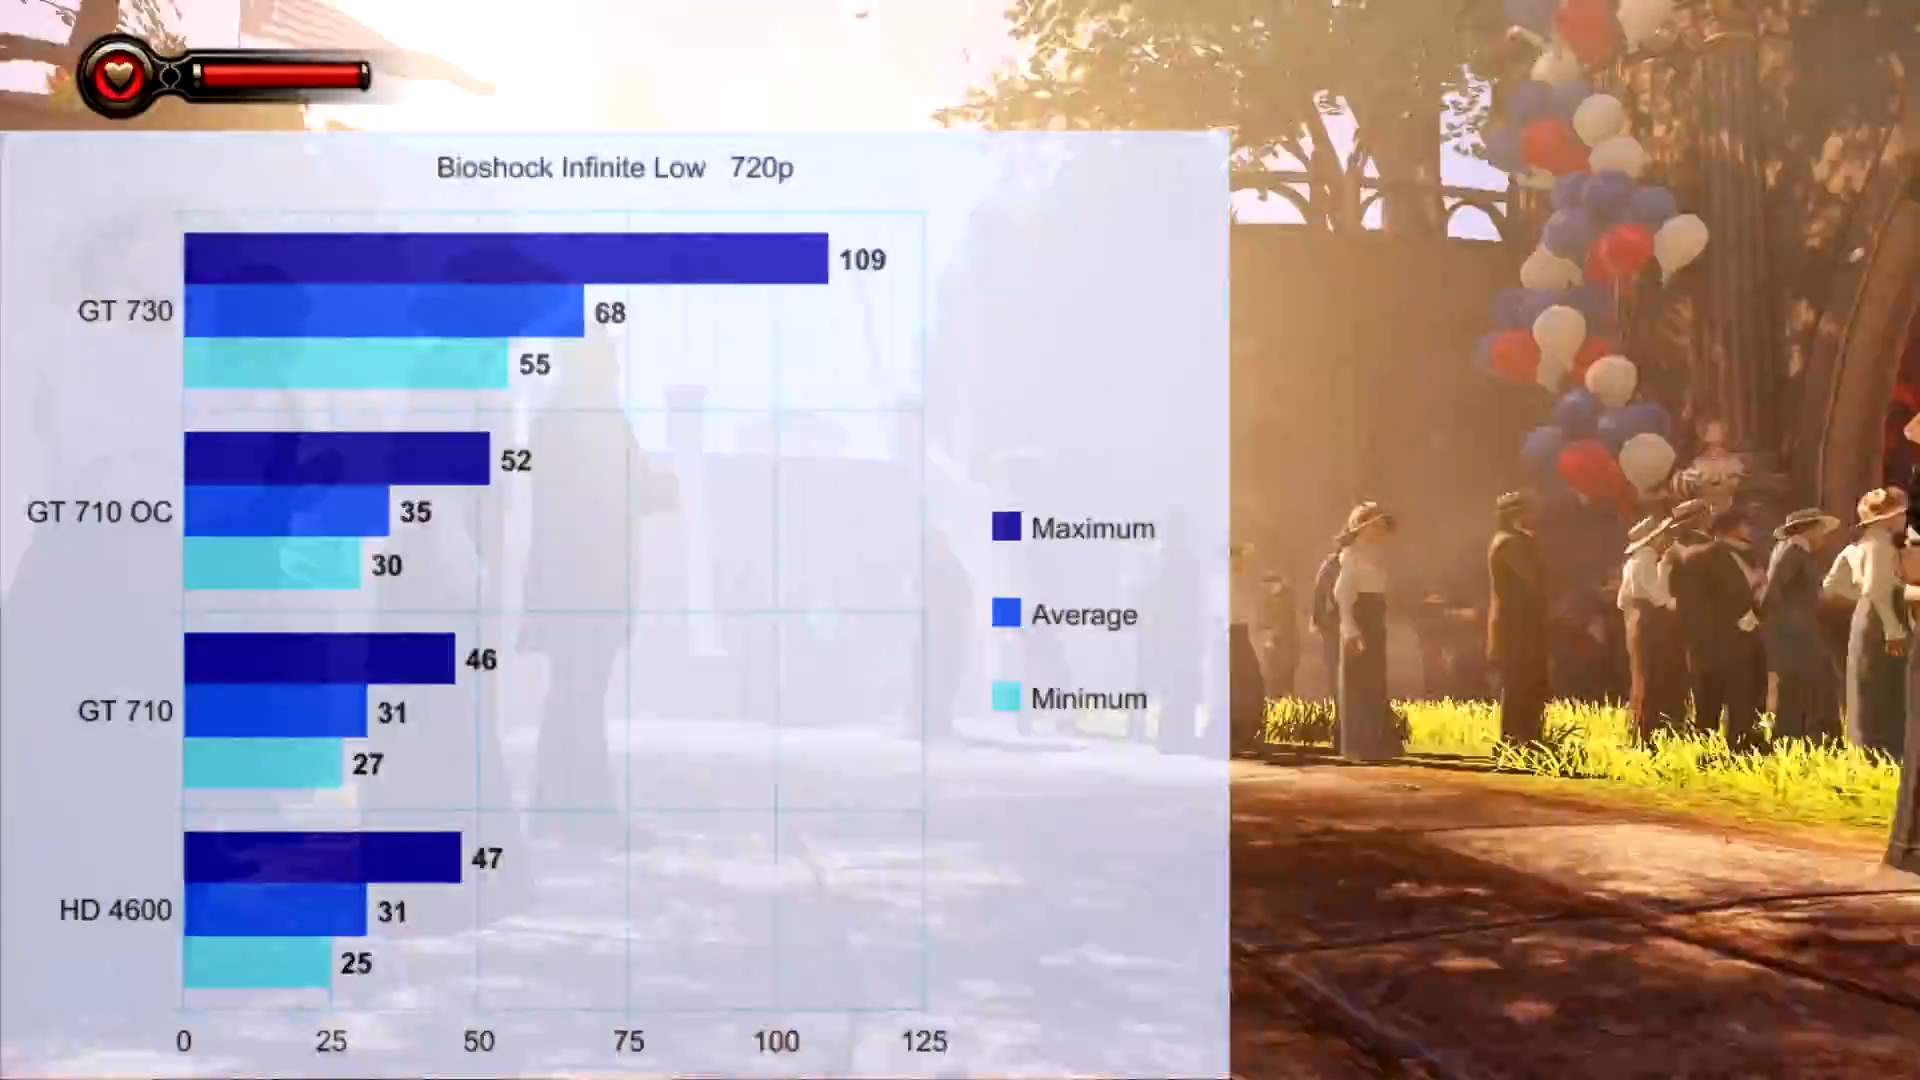 Bioshock Infinite Low 720p
GT 730
109
68
55
GT 710 OC
52
35
30
GT 710
46
31
27
HD 4600
47
31
25
Maximum
Average
Minimum
0 25 50 75 100 125